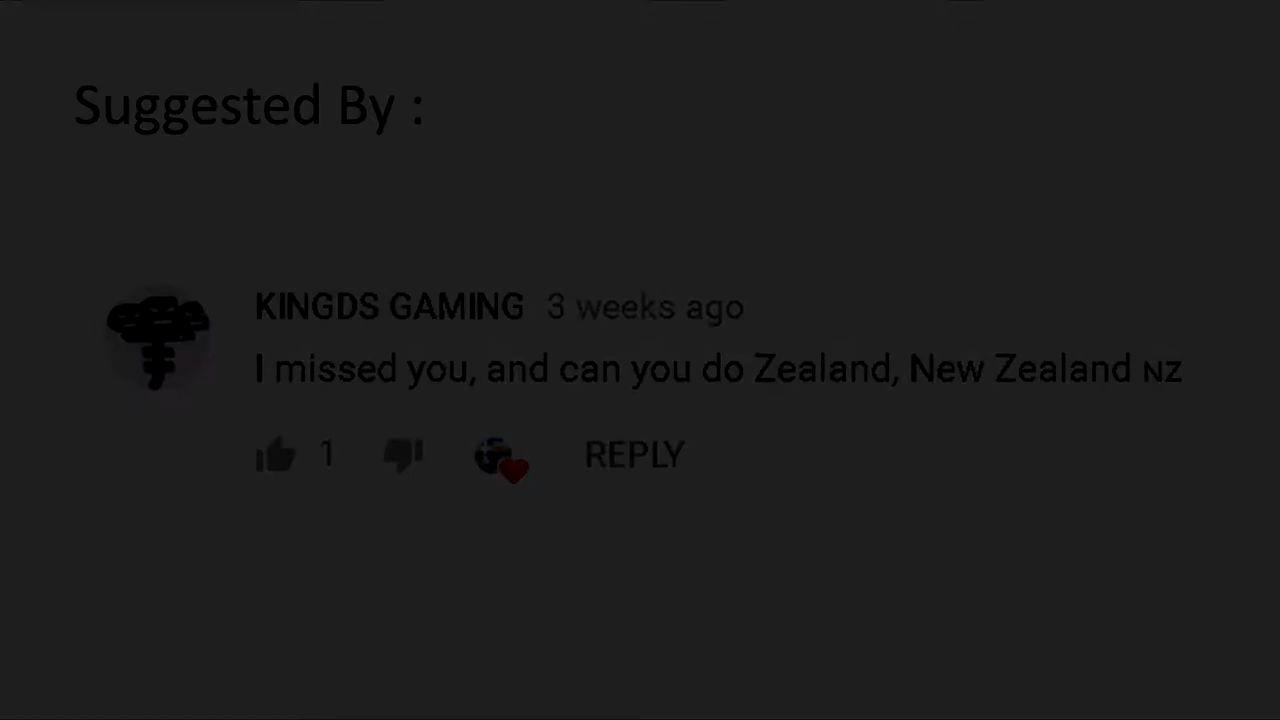 Suggested By :
KINGDS GAMING 3 weeks ago
I missed you, and can you do Zealand, New Zealand NZ
1 REPLY